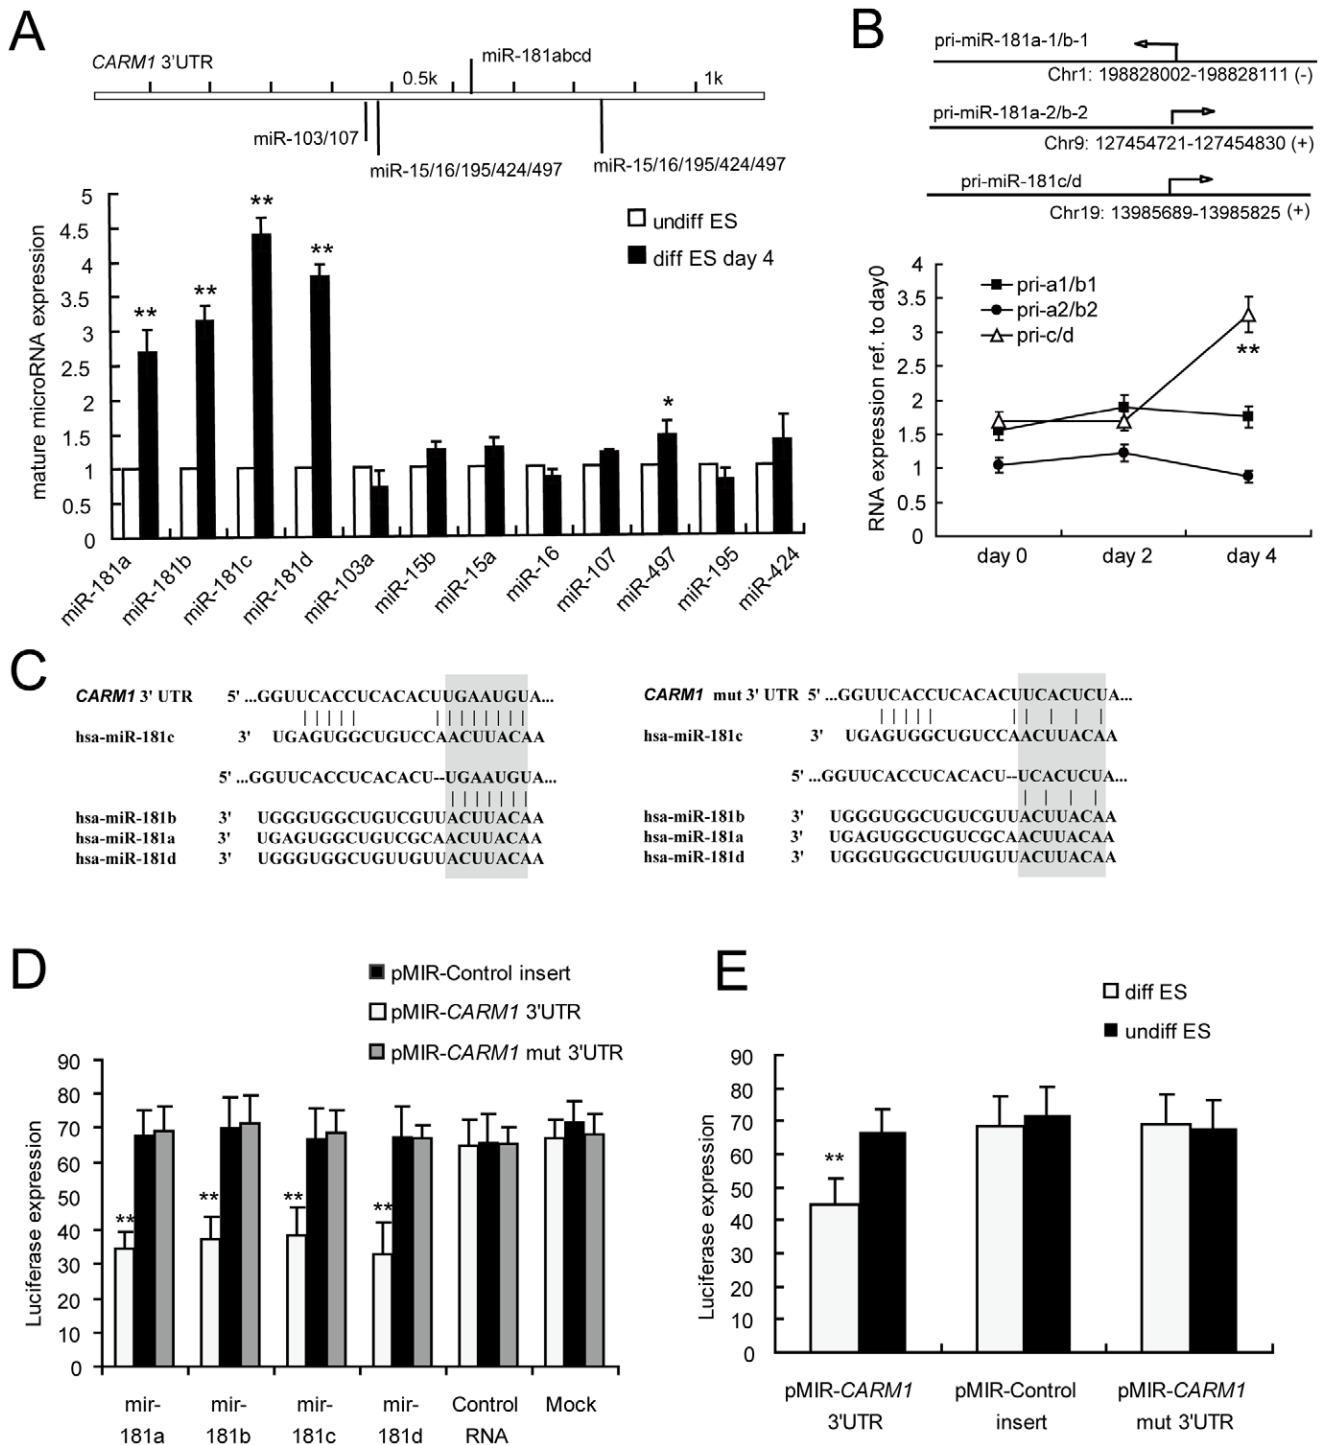 A
CARM1 3'UTR
miR-181abcd
0.5k
1k
miR-103/107
miR-15/16/195/424/497
miR-15/16/195/424/497
mature microRNA expression
5
4.5
4
3.5
3
2.5
2
1.5
1
0.5
0
undiff ES
diff ES day 4
**
**
**
**
*
miR-181a
miR-181b
miR-181c
miR-181d
miR-103a
miR-15b
miR-15a
miR-16
miR-107
miR-497
miR-195
miR-424
B
pri-miR-181a-1/b-1
Chr1: 198828002-198828111 (-)
pri-miR-181a-2/b-2
Chr9: 127454721-127454830 (+)
pri-miR-181c/d
Chr19: 13985689-13985825 (+)
RNA expression ref. to day0
4
3.5
3
2.5
2
1.5
1
0.5
0
pri-a1/b1
pri-a2/b2
pri-c/d
**
day 0
day 2
day 4
C
CARM1 3' UTR 5' ...GGUUCACCUCACACUUGAAUGUA...
hsa-miR-181c 3' UGAGUGGCUGUCCAACUUACAA
5' ...GGUUCACCUCACACU--UGAAUGUA...
hsa-miR-181b 3' UGGGUGGCUGUCGUUACUUACAA
hsa-miR-181a 3' UGAGUGGCUGUCGCAACUUACAA
hsa-miR-181d 3' UGGGUGGCUGUUGUUACUUACAA
CARM1 mut 3' UTR 5' ...GGUUCACCUCACACUUCACUCUA...
hsa-miR-181c 3' UGAGUGGCUGUCCAACUUACAA
5' ...GGUUCACCUCACACU--UCACUCUA...
hsa-miR-181b 3' UGGGUGGCUGUCGUUACUUACAA
hsa-miR-181a 3' UGAGUGGCUGUCGCAACUUACAA
hsa-miR-181d 3' UGGGUGGCUGUUGUUACUUACAA
D
pMIR-Control insert
pMIR-CARM1 3'UTR
pMIR-CARM1 mut 3'UTR
Luciferase expression
90
80
70
60
50
40
30
20
10
0
**
**
**
**
mir-
181a
mir-
181b
mir-
181c
mir-
181d
Control
RNA
Mock
E
diff ES
undiff ES
Luciferase expression
90
80
70
60
50
40
30
20
10
0
**
pMIR-CARM1
3'UTR
pMIR-Control
insert
pMIR-CARM1
mut 3'UTR